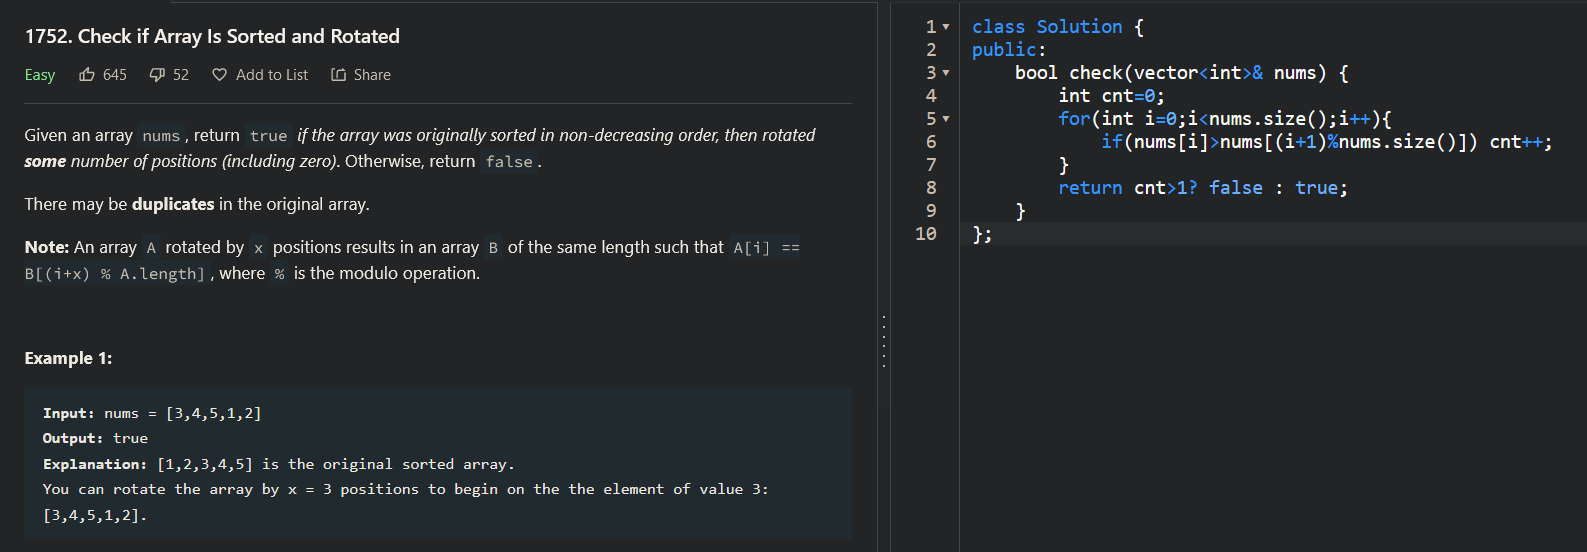 1752. Check if Array Is Sorted and Rotated
Easy 645 52 Add to List Share
Given an array nums, return true if the array was originally sorted in non-decreasing order, then rotated
some number of positions (including zero). Otherwise, return false.
There may be duplicates in the original array.
Note: An array A rotated by x positions results in an array B of the same length such that A[i] ==
B[(i+x) % A.length], where % is the modulo operation.
Example 1:
Input: nums = [3,4,5,1,2]
Output: true
Explanation: [1,2,3,4,5] is the original sorted array.
You can rotate the array by x = 3 positions to begin on the the element of value 3:
[3,4,5,1,2].
1 class Solution {
2 public:
3     bool check(vector<int>& nums) {
4         int cnt=0;
5         for(int i=0;i<nums.size();i++){
6             if(nums[i]>nums[(i+1)%nums.size()]) cnt++;
7         }
8         return cnt>1? false : true;
9     }
10 };